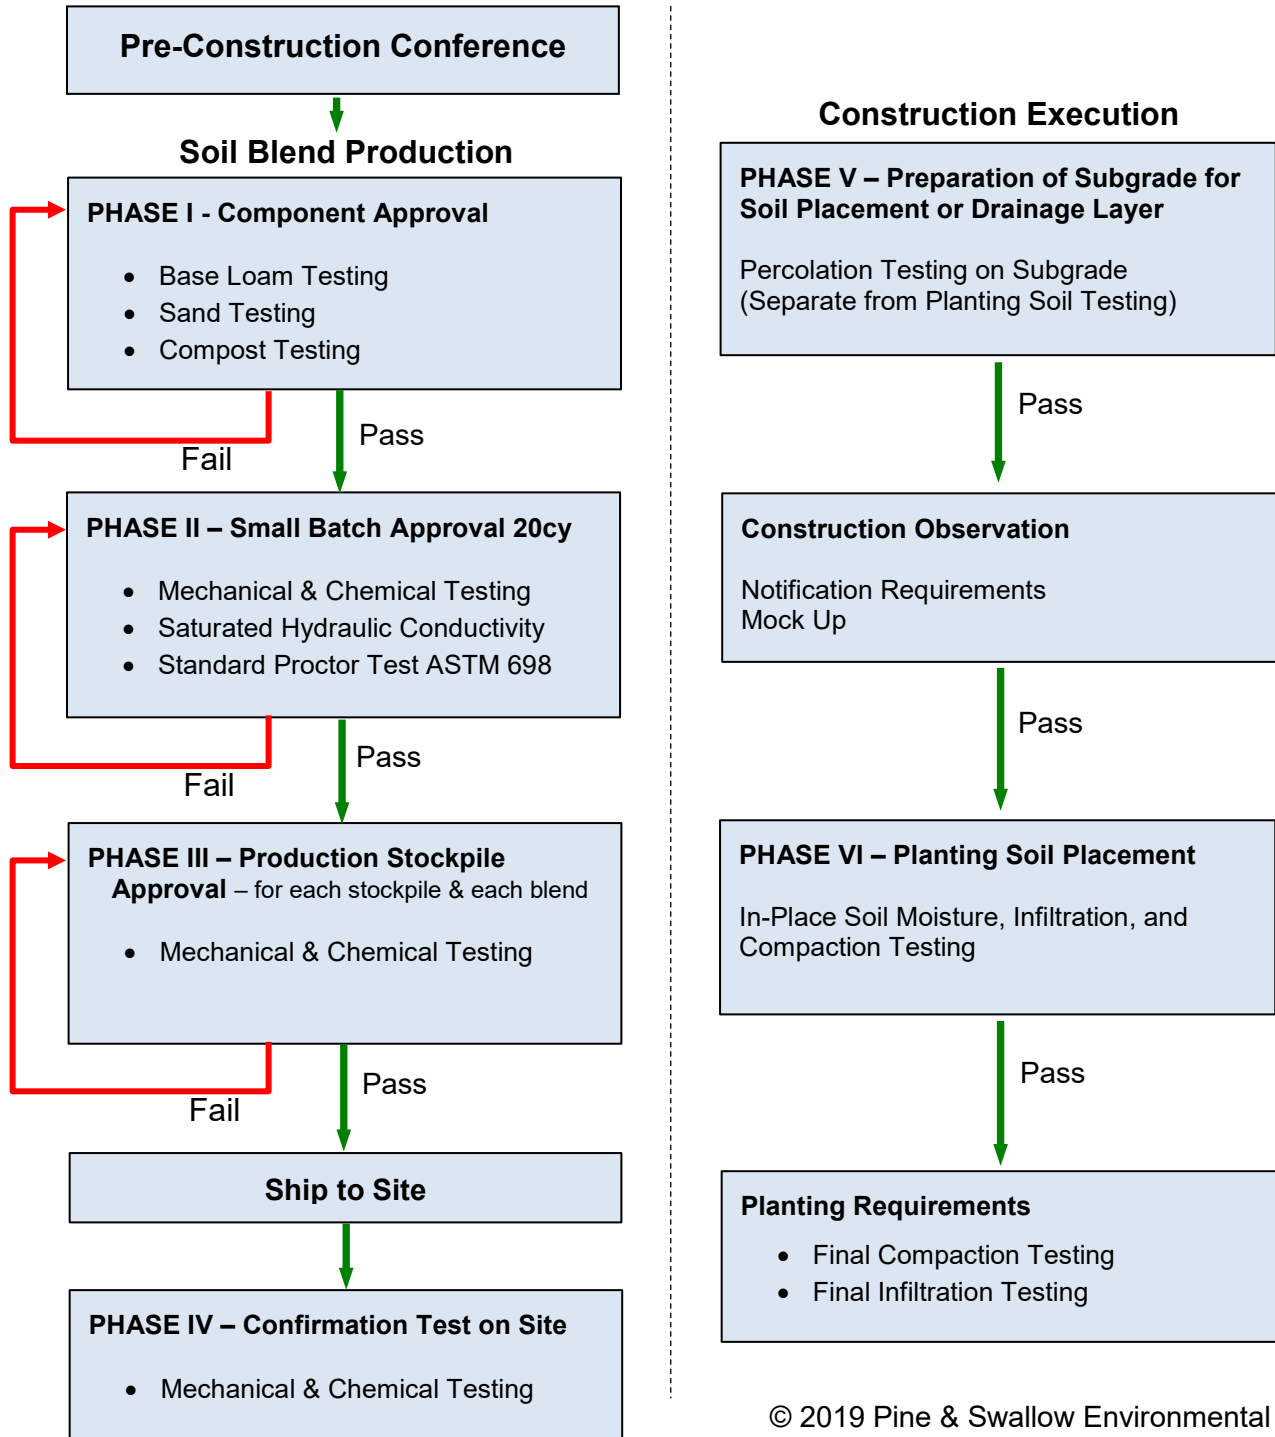 Pre-Construction Conference
Soil Blend Production
PHASE I - Component Approval
• Base Loam Testing
• Sand Testing
• Compost Testing
Pass
Fail
PHASE II – Small Batch Approval 20cy
• Mechanical & Chemical Testing
• Saturated Hydraulic Conductivity
• Standard Proctor Test ASTM 698
Pass
Fail
PHASE III – Production Stockpile
Approval – for each stockpile & each blend
• Mechanical & Chemical Testing
Pass
Fail
Ship to Site
PHASE IV – Confirmation Test on Site
• Mechanical & Chemical Testing
Construction Execution
PHASE V – Preparation of Subgrade for
Soil Placement or Drainage Layer
Percolation Testing on Subgrade
(Separate from Planting Soil Testing)
Pass
Construction Observation
Notification Requirements
Mock Up
Pass
PHASE VI – Planting Soil Placement
In-Place Soil Moisture, Infiltration, and
Compaction Testing
Pass
Planting Requirements
• Final Compaction Testing
• Final Infiltration Testing
© 2019 Pine & Swallow Environmental